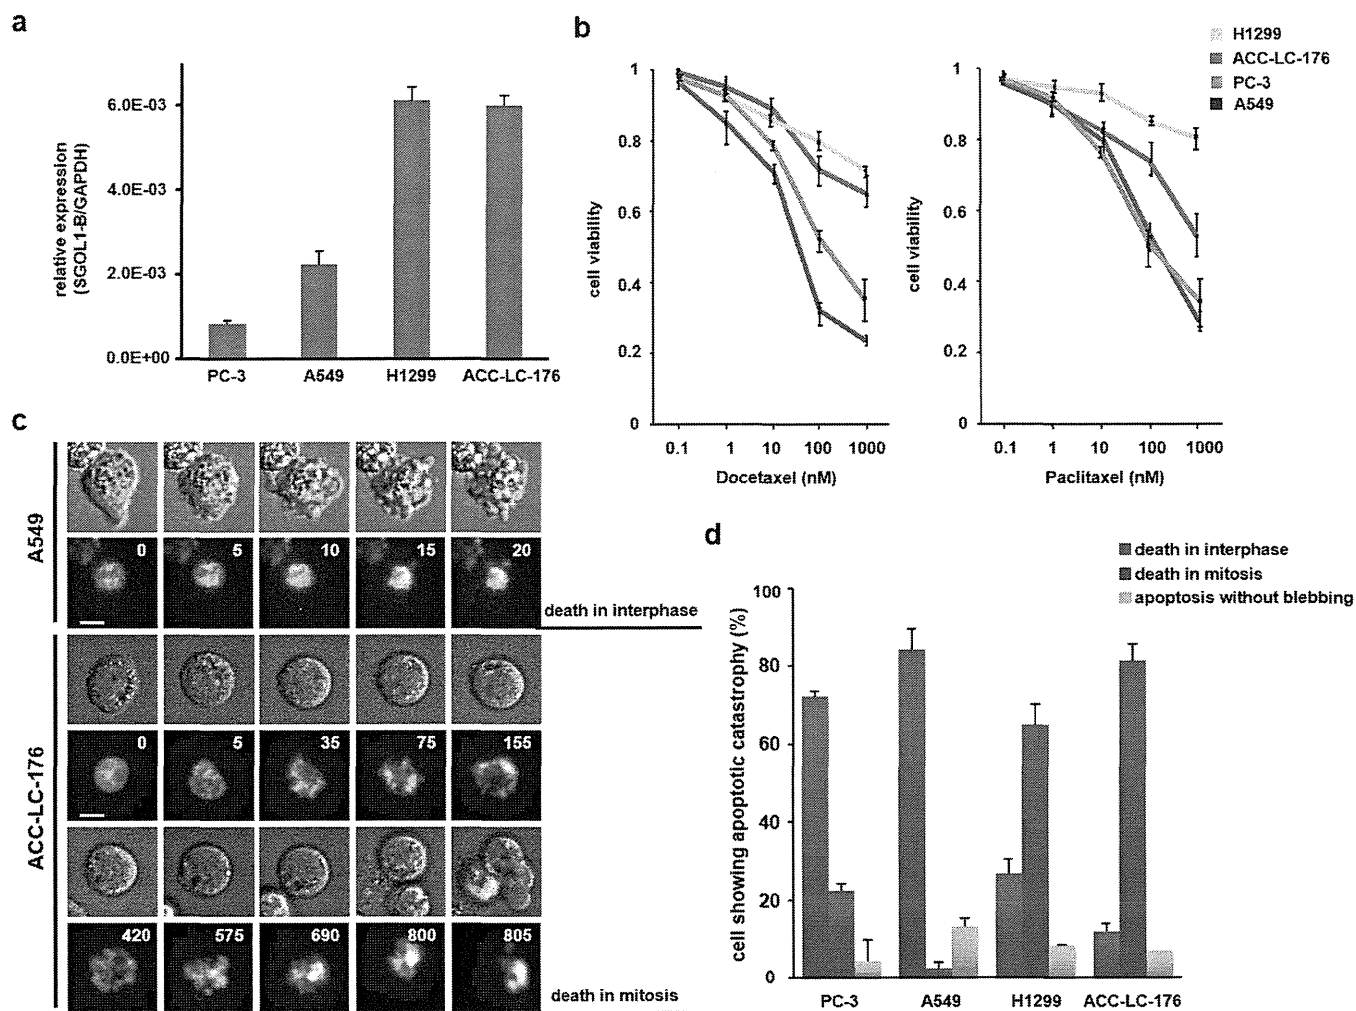 a
relative expression
(SGOL1-B/GAPDH)
6.0E-03
4.0E-03
2.0E-03
0.0E+00
PC-3 A549 H1299 ACC-LC-176
b
H1299
ACC-LC-176
PC-3
A549
cell viability
1
0.8
0.6
0.4
0.2
0
0.1 1 10 100 1000
Docetaxel (nM)
cell viability
1
0.8
0.6
0.4
0.2
0
0.1 1 10 100 1000
Paclitaxel (nM)
c
A549
0 5 10 15 20
death in interphase
ACC-LC-176
0 5 35 75 155
420 575 690 800 805
death in mitosis
d
death in interphase
death in mitosis
apoptosis without blebbing
cell showing apoptotic catastrophy (%)
100
80
60
40
20
0
PC-3 A549 H1299 ACC-LC-176